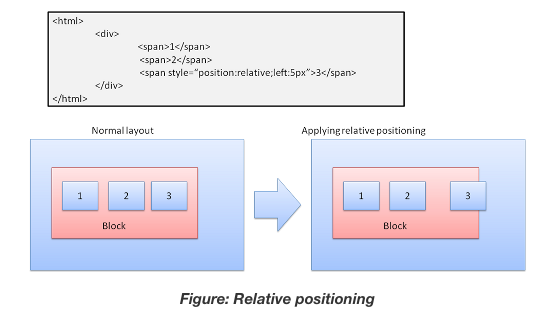 <html>
<div>
<span>1</span>
<span>2</span>
<span style=“position:relative;left:5px”>3</span>
</div>
</html>
Normal layout
Applying relative positioning
1 2 3
Block
1 2 3
Block
Figure: Relative positioning